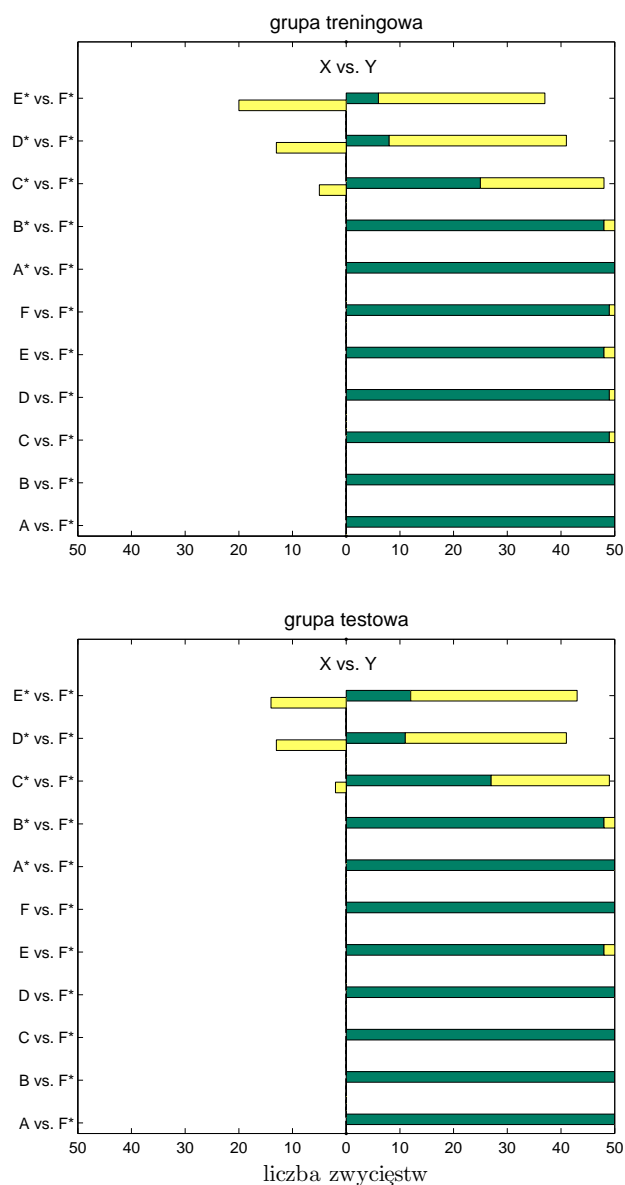 grupa treningowa
X vs. Y
E* vs. F*
D* vs. F*
C* vs. F*
B* vs. F*
A* vs. F*
F vs. F*
E vs. F*
D vs. F*
C vs. F*
B vs. F*
A vs. F*
50 40 30 20 10 0 10 20 30 40 50
grupa testowa
X vs. Y
E* vs. F*
D* vs. F*
C* vs. F*
B* vs. F*
A* vs. F*
F vs. F*
E vs. F*
D vs. F*
C vs. F*
B vs. F*
A vs. F*
50 40 30 20 10 0 10 20 30 40 50
liczba zwycięstw